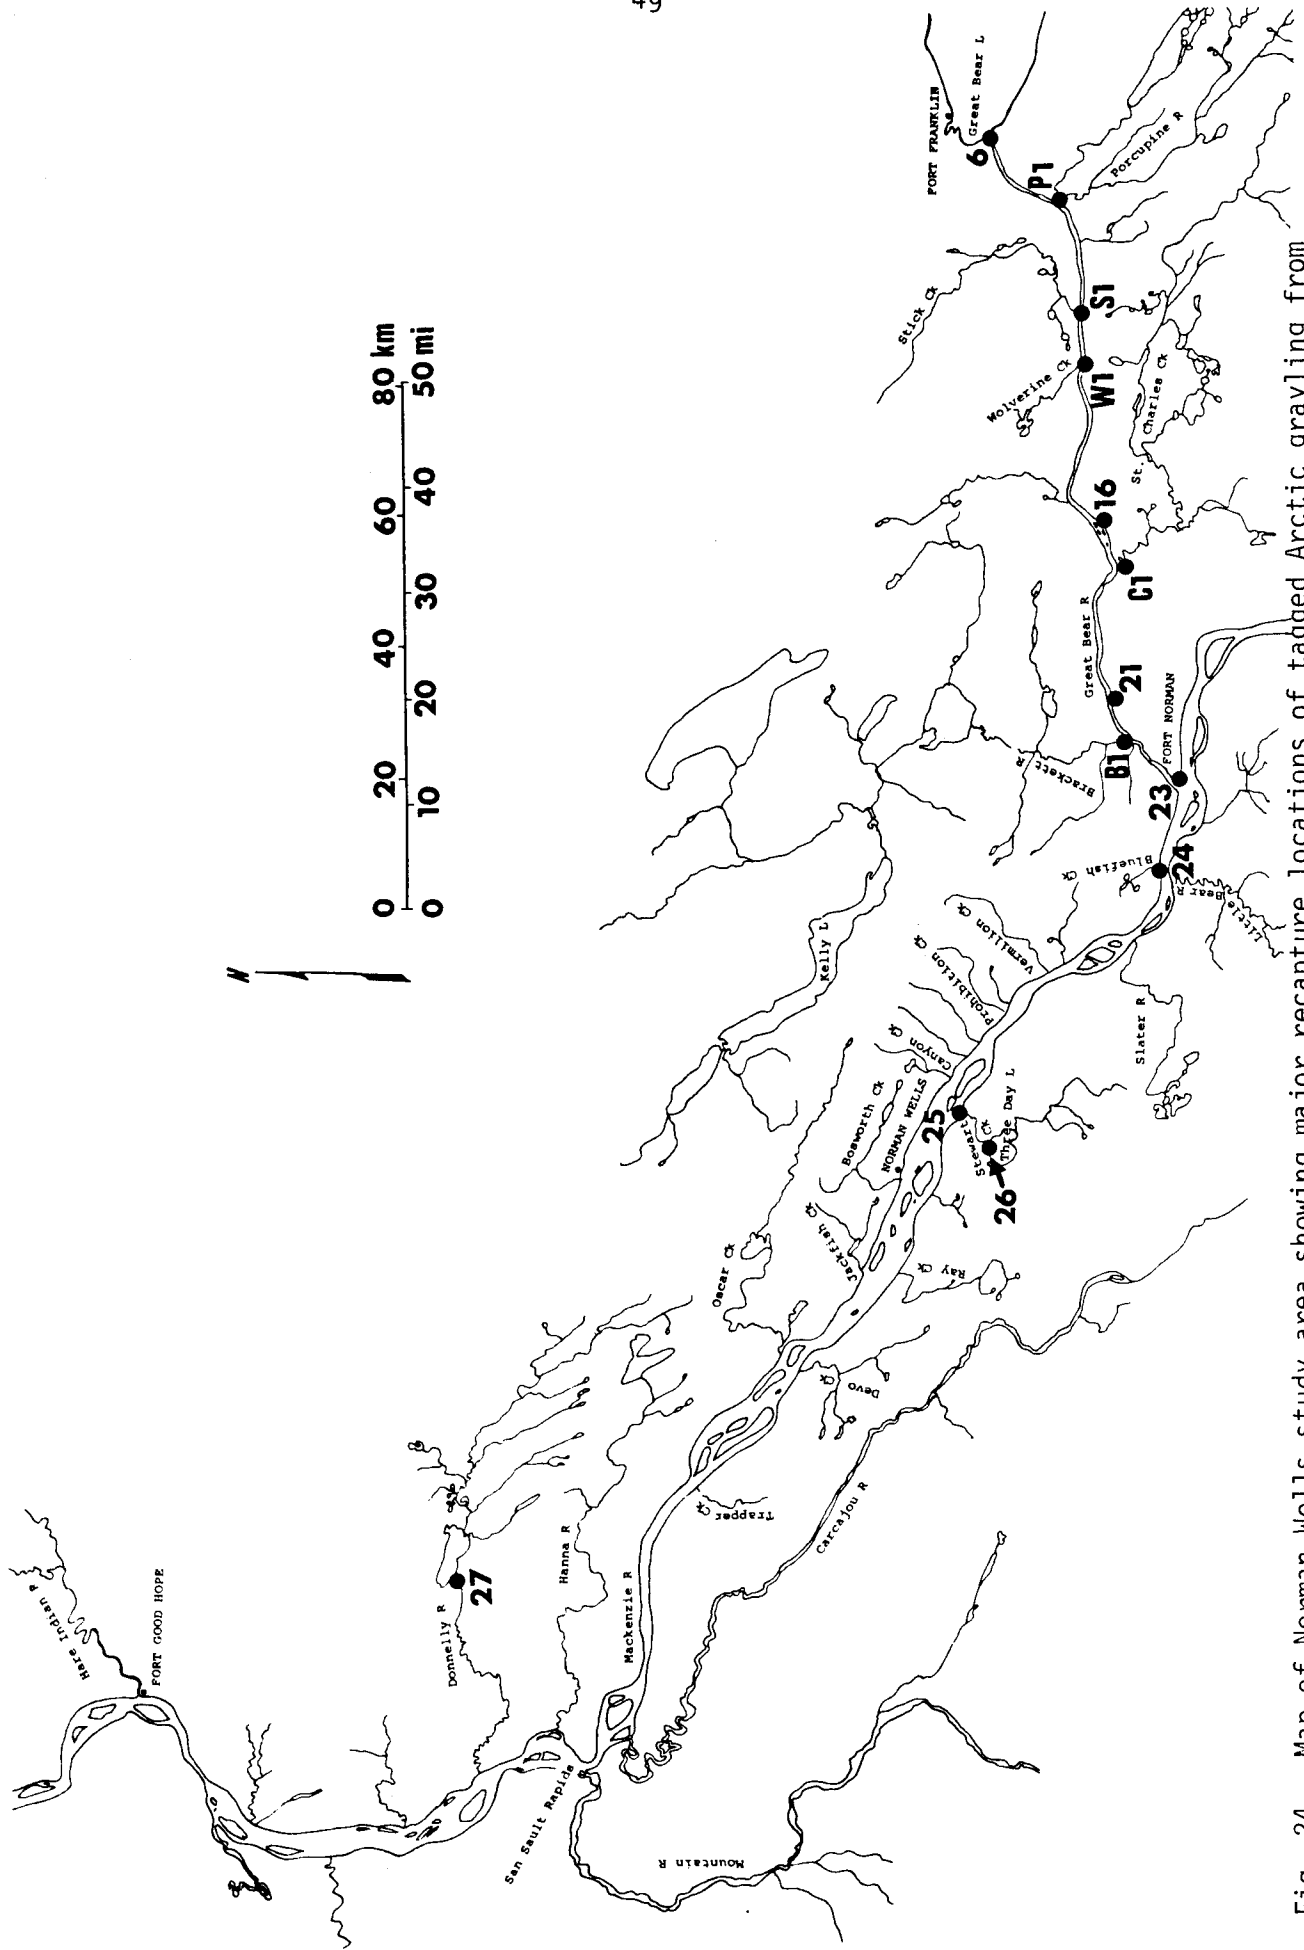 49
N
0 20 40 60 80 km
0 10 20 30 40 50 mi
Hare Indian R
FORT GOOD HOPE
Donnelly R
27
Hanna R
San Sault Rapids
Mountain R
Mackenzie R
Carcajou R
Trapper Ck
Devo Ck
Oscar Ck
Ray Ck
Jackfish Ck
Bosworth Ck
NORMAN WELLS
25
26
Stewart Ck
Three Day L
Canyon Ck
Prohibition Ck
Vermilion Ck
Kelly L
Slater R
Little Bear R
Bluefish Ck
24
23
FORT NORMAN
Brackett R
B1
21
Great Bear R
C1
16
St. Charles Ck
Wolverine Ck
W1
S1
Stick Ck
P1
Porcupine R
6
Great Bear L
FORT FRANKLIN
Fig. 24. Map of Norman Wells study area showing major recapture locations of tagged Arctic grayling from